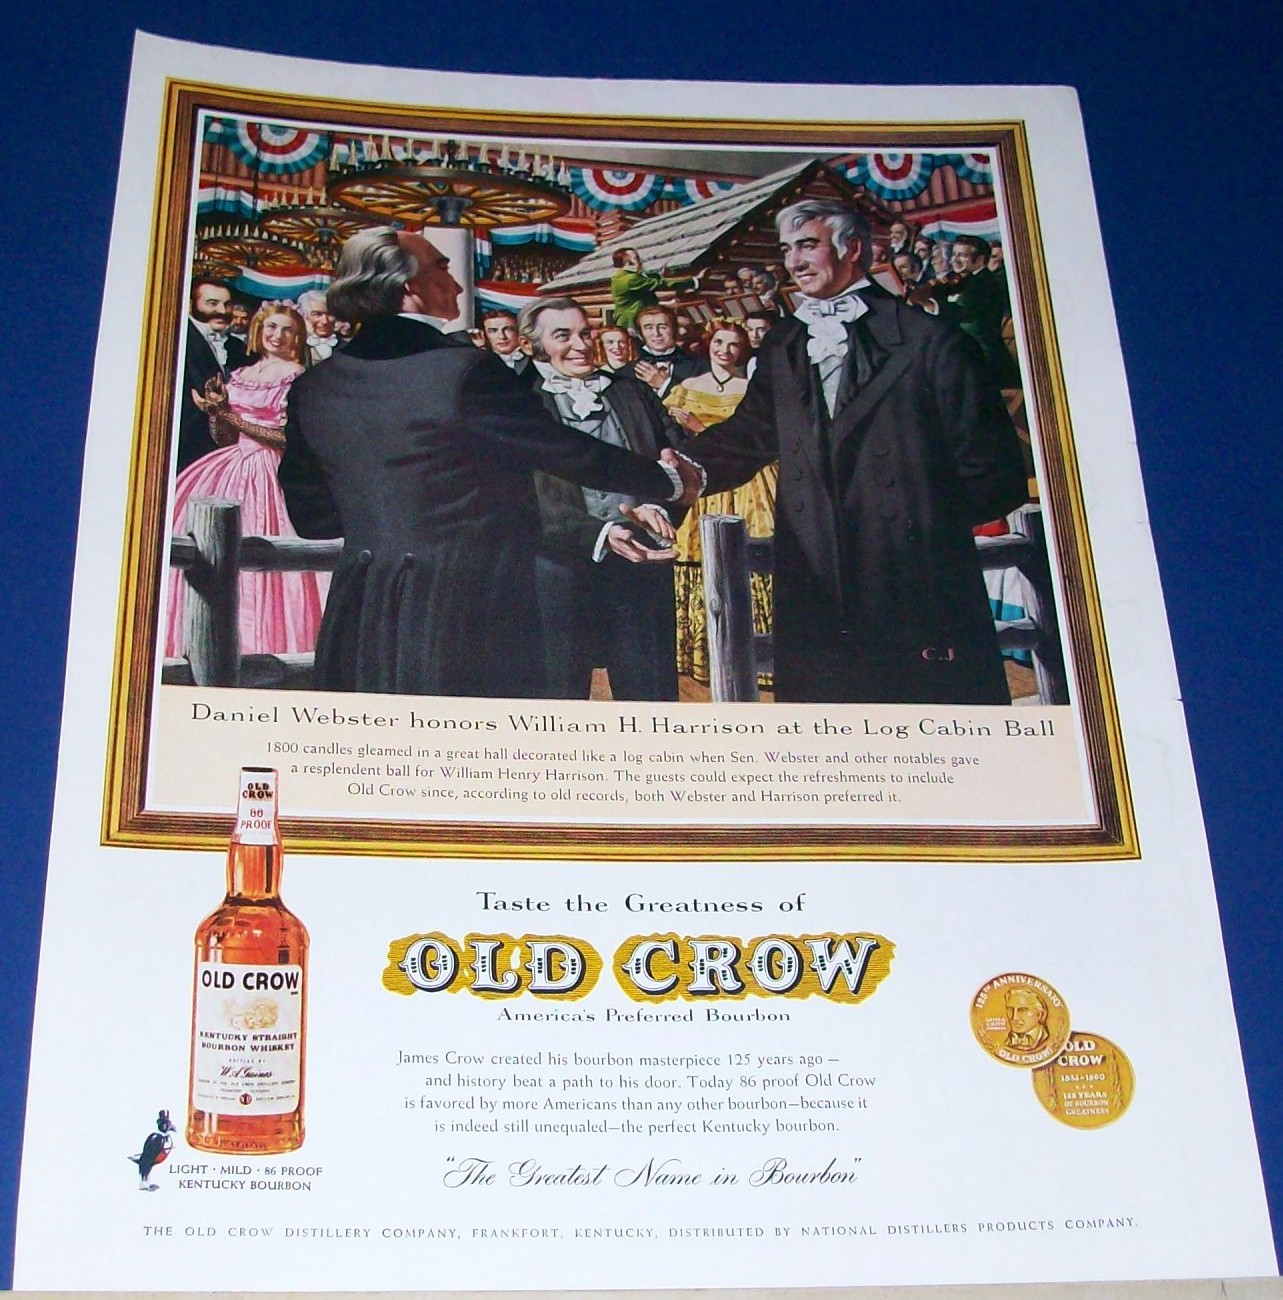 C.J
Daniel Webster honors William H. Harrison at the Log Cabin Ball
1800 candles gleamed in a great hall decorated like a log cabin when Sen. Webster and other notables gave
a resplendent ball for William Henry Harrison. The guests could expect the refreshments to include
Old Crow since, according to old records, both Webster and Harrison preferred it.
OLD
CROW
86
PROOF
Taste the Greatness of
OLD CROW
America's Preferred Bourbon
OLD CROW
KENTUCKY STRAIGHT
BOURBON WHISKEY
BOTTLED BY
W.A. Gaines
James Crow created his bourbon masterpiece 125 years ago —
and history beat a path to his door. Today 86 proof Old Crow
is favored by more Americans than any other bourbon—because it
is indeed still unequaled—the perfect Kentucky bourbon.
"The Greatest Name in Bourbon"
125TH ANNIVERSARY
OLD CROW
OLD
CROW
1835-1960
125 YEARS
OF BOURBON
GREATNESS
LIGHT · MILD · 86 PROOF
KENTUCKY BOURBON
THE OLD CROW DISTILLERY COMPANY, FRANKFORT, KENTUCKY, DISTRIBUTED BY NATIONAL DISTILLERS PRODUCTS COMPANY.